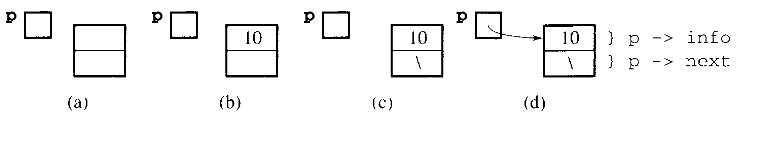 p p p p
10 10 10 } p -> info
\ \ } p -> next
(a) (b) (c) (d)